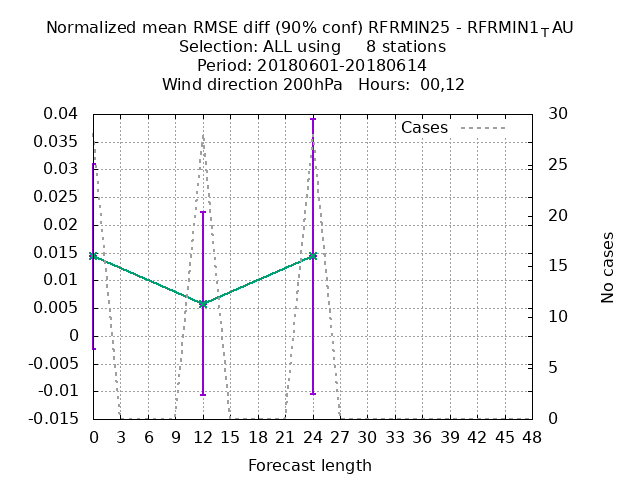 Normalized mean RMSE diff (90% conf) RFRMIN25 - RFRMIN1TAU
Selection: ALL using     8 stations
Period: 20180601-20180614
Wind direction 200hPa   Hours:  00,12
Cases
0.04
0.035
0.03
0.025
0.02
0.015
0.01
0.005
0
-0.005
-0.01
-0.015
30
25
20
15
10
5
0
No cases
0 3 6 9 12 15 18 21 24 27 30 33 36 39 42 45 48
Forecast length